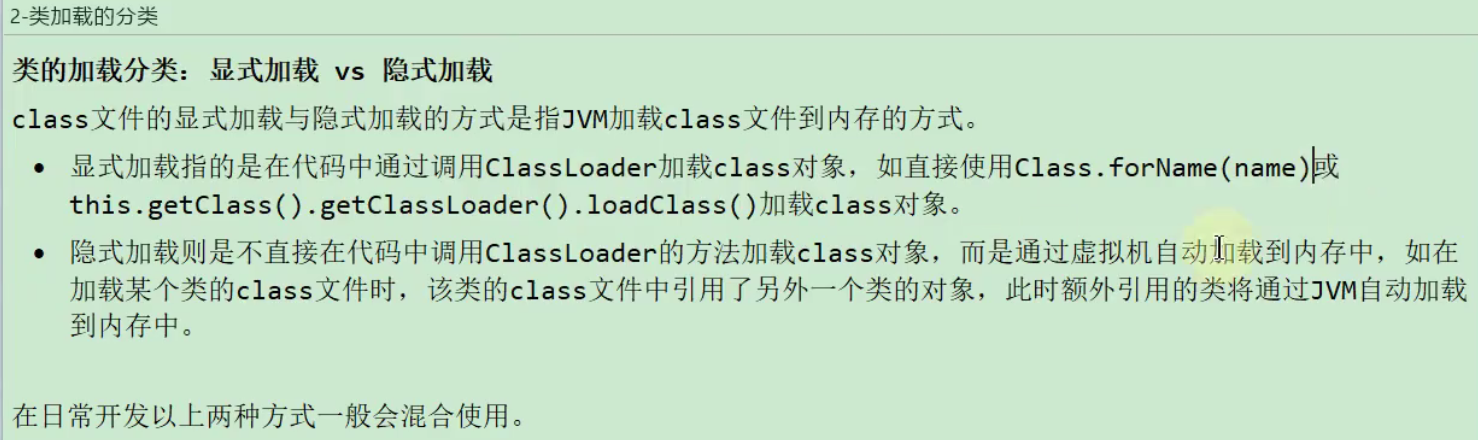 2-类加载的分类
类的加载分类：显式加载 vs 隐式加载
class文件的显式加载与隐式加载的方式是指JVM加载class文件到内存的方式。
• 显式加载指的是在代码中通过调用ClassLoader加载class对象，如直接使用Class.forName(name)或
this.getClass().getClassLoader().loadClass()加载class对象。
• 隐式加载则是不直接在代码中调用ClassLoader的方法加载class对象，而是通过虚拟机自动加载到内存中，如在
加载某个类的class文件时，该类的class文件中引用了另外一个类的对象，此时额外引用的类将通过JVM自动加载
到内存中。
在日常开发以上两种方式一般会混合使用。